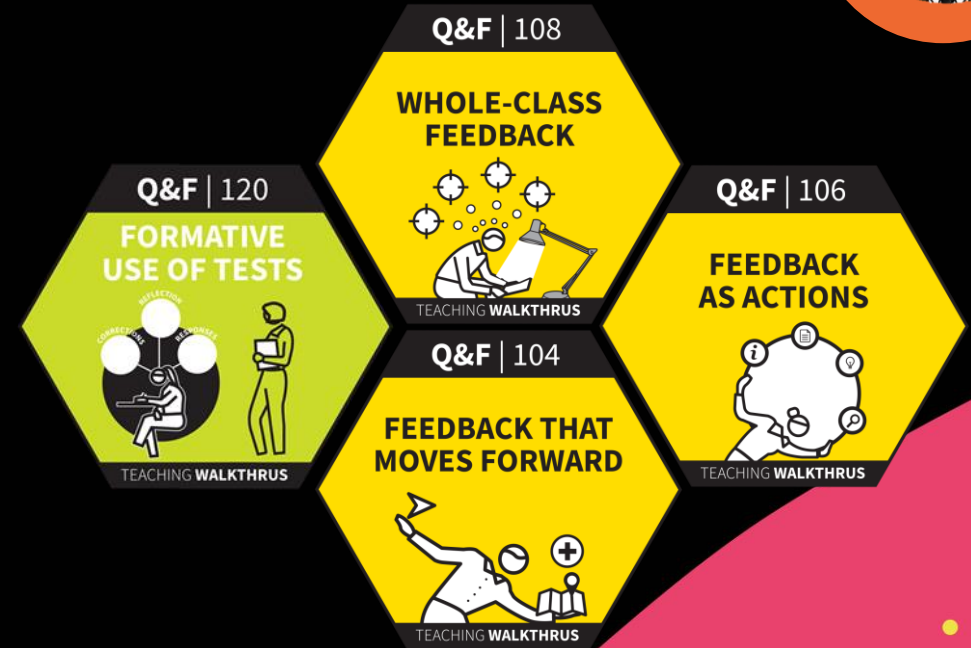 Q&F | 108
WHOLE-CLASS
FEEDBACK
TEACHING WALKTHRUS
Q&F | 120
FORMATIVE
USE OF TESTS
REFLECTION
CORRECTIONS
RESPONSES
TEACHING WALKTHRUS
Q&F | 106
FEEDBACK
AS ACTIONS
i
TEACHING WALKTHRUS
Q&F | 104
FEEDBACK THAT
MOVES FORWARD
TEACHING WALKTHRUS